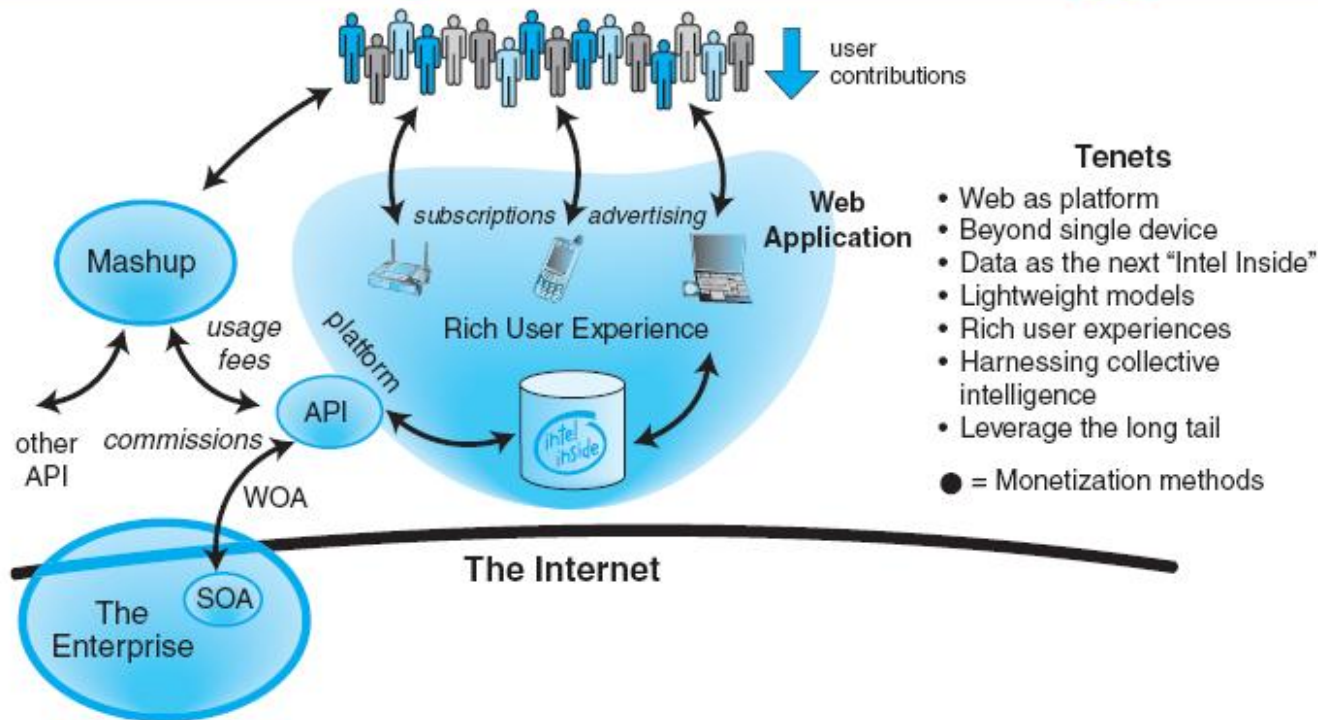 user
contributions
Tenets
• Web as platform
• Beyond single device
• Data as the next “Intel Inside”
• Lightweight models
• Rich user experiences
• Harnessing collective
intelligence
• Leverage the long tail
● = Monetization methods
subscriptions
advertising
Web
Application
Mashup
Rich User Experience
usage
fees
platform
API
intel
inside
other
API
commissions
WOA
The Internet
SOA
The
Enterprise